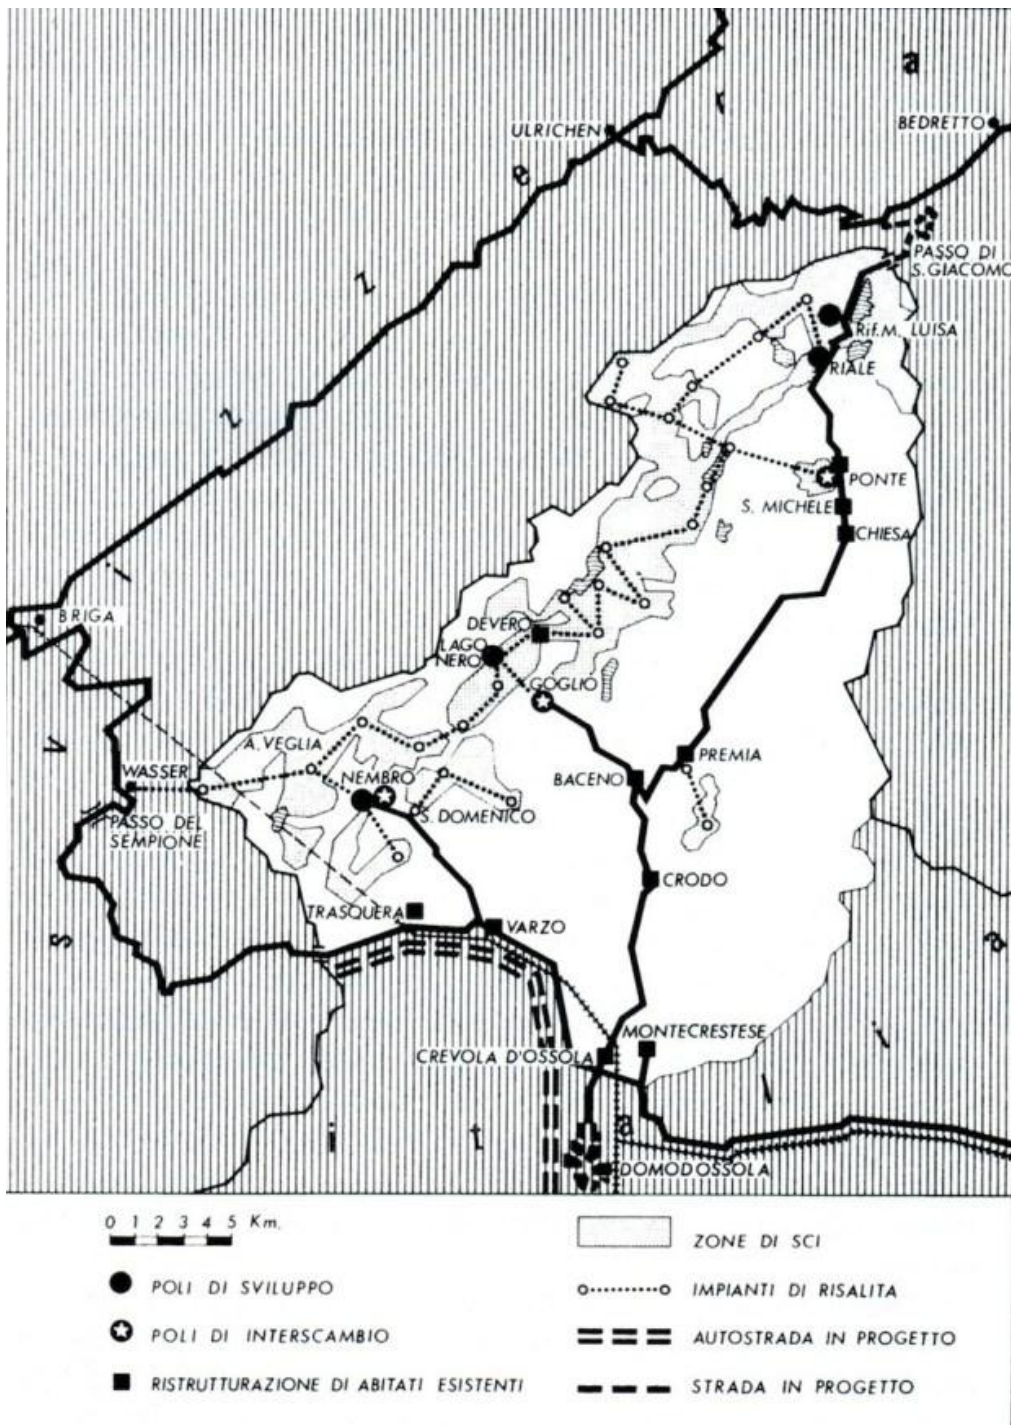 a
r
ULRICHEN
BEDRETTO
e
PASSO DI
S.GIACOMO
z
Rif.M. LUISA
RIALE
z
PONTE
S. MICHELE
CHIESA
i
BRIGA
DEVERO
LAGO
NERO
GOGLIO
V
A. VEGLIA
PREMIA
WASSER
NEMBRO
BACENO
S. DOMENICO
PASSO DEL
SEMPIONE
CRODO
TRASQUERA
VARZO
S
a
i
MONTECRESTESE
CREVOLA D'OSSOLA
l
a
t
i
DOMODOSSOLA
0 1 2 3 4 5 Km.
ZONE DI SCI
POLI DI SVILUPPO
IMPIANTI DI RISALITA
POLI DI INTERSCAMBIO
AUTOSTRADA IN PROGETTO
RISTRUTTURAZIONE DI ABITATI ESISTENTI
STRADA IN PROGETTO